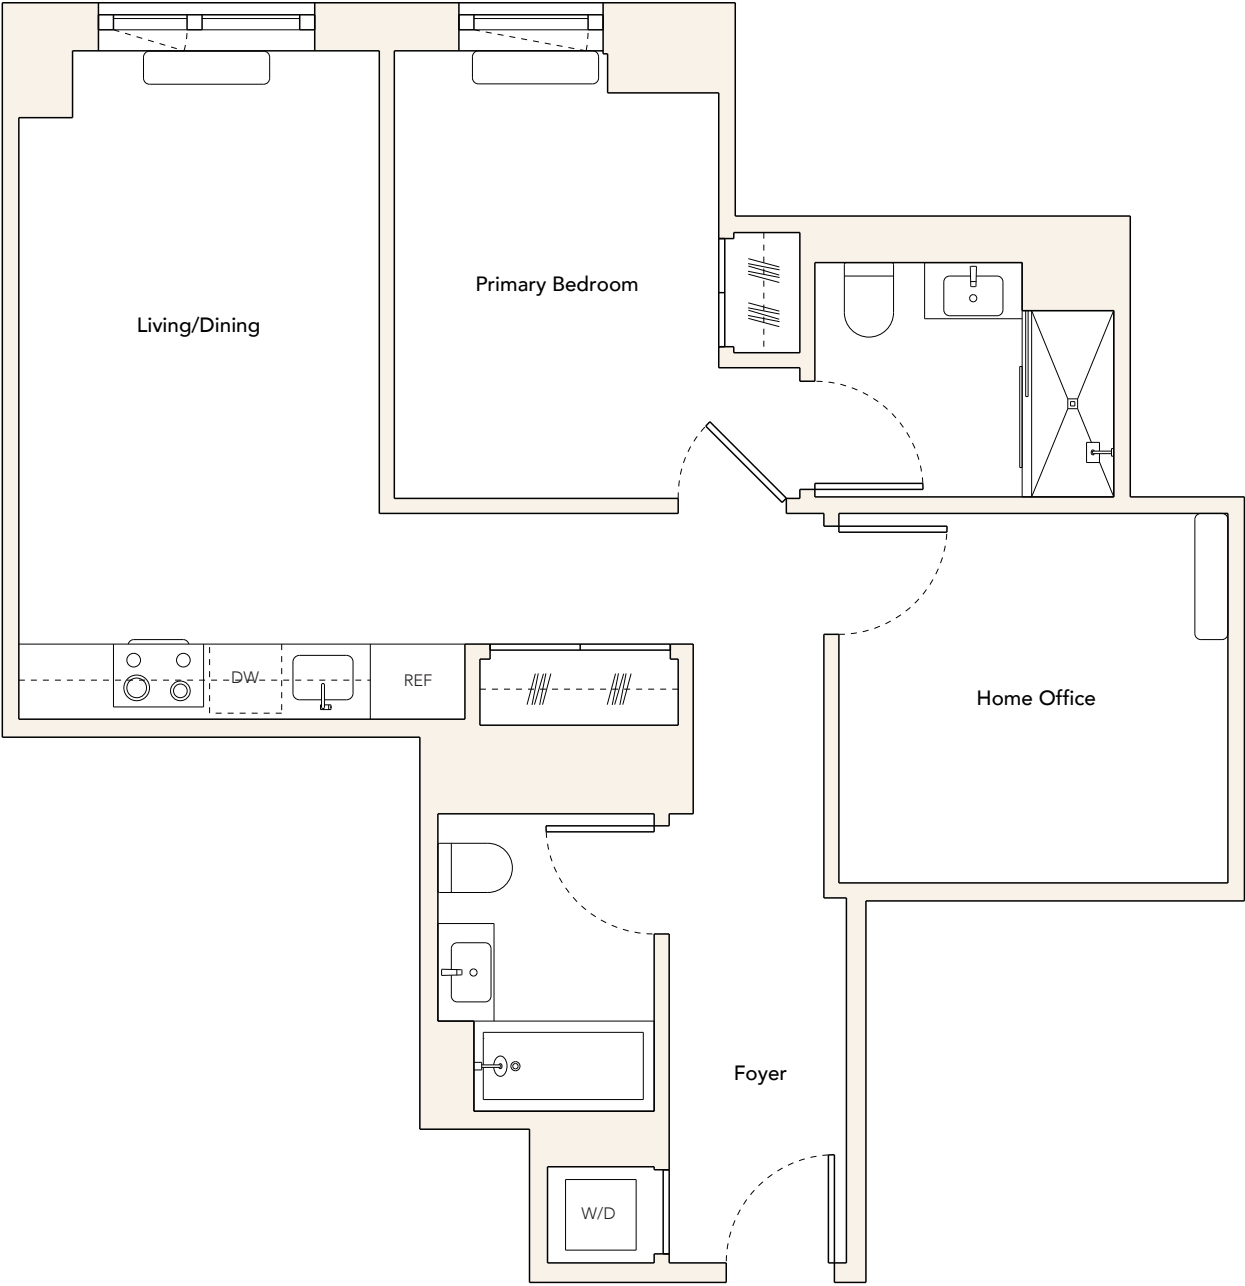 Primary Bedroom
Living/Dining
DW
REF
Home Office
Foyer
W/D